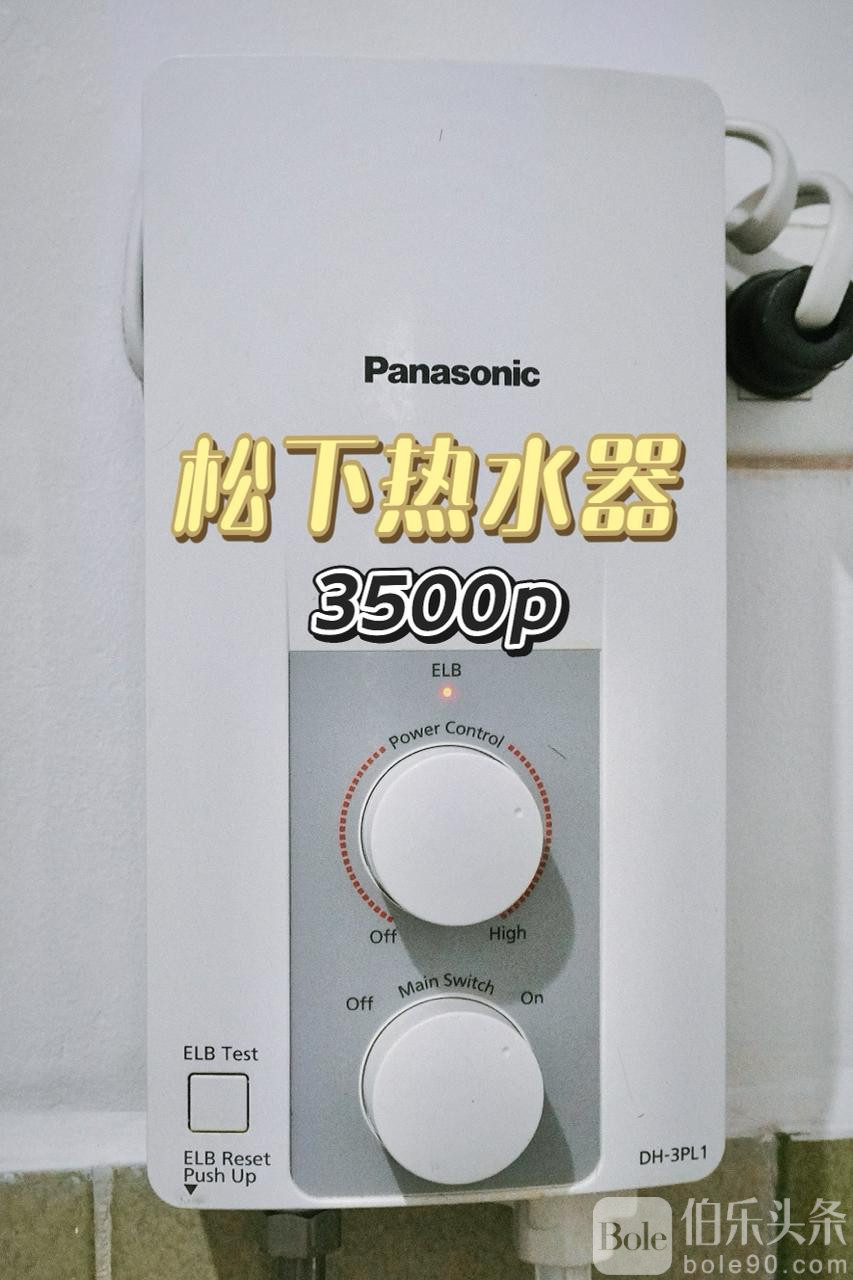 Panasonic
松下热水器
3500p
ELB
Power Control
Off
High
Main Switch
Off
On
ELB Test
ELB Reset
Push Up
DH-3PL1
Bole 伯乐头条
bole90.com